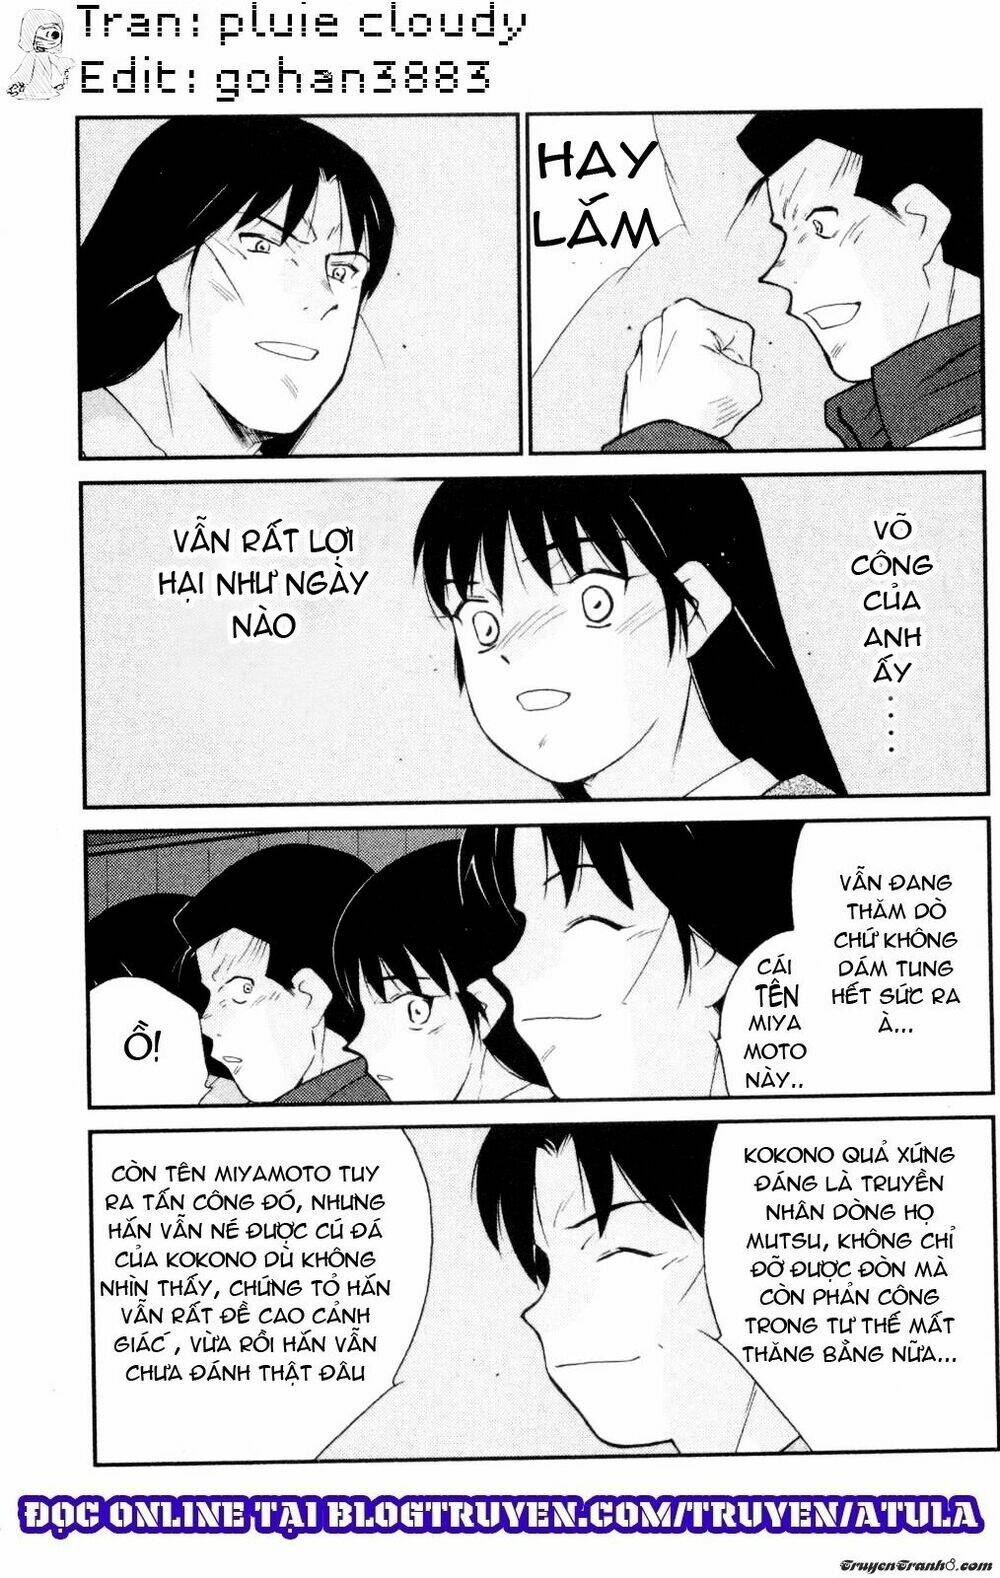 Tran: pluie cloudy
Edit: gohan3883
HAY
LẮM
VÕ
CÔNG
CỦA
ANH
ẤY
......
VẪN RẤT LỢI
HẠI NHƯ NGÀY
NÀO
VẪN ĐANG
THĂM DÒ
CHỨ KHÔNG
DÁM TUNG
HẾT SỨC RA
À...
CÁI
TÊN
MIYA
MOTO
NÀY..
Ồ!
KOKONO QUẢ XỨNG
ĐÁNG LÀ TRUYỀN
NHÂN DÒNG HỌ
MUTSU, KHÔNG CHỈ
ĐỠ ĐƯỢC ĐÒN MÀ
CÒN PHẢN CÔNG
TRONG TƯ THẾ MẤT
THĂNG BẰNG NỮA...
CÒN TÊN MIYAMOTO TUY
RA TẤN CÔNG ĐÓ, NHƯNG
HẮN VẪN NÉ ĐƯỢC CÚ ĐÁ
CỦA KOKONO DÙ KHÔNG
NHÌN THẤY, CHỨNG TỎ HẮN
VẪN RẤT ĐỀ CAO CẢNH
GIÁC´, VỪA RỒI HẮN VẪN
CHƯA ĐÁNH THẬT ĐÂU
ĐỌC ONLINE TẠI BLOGTRUYEN.COM/TRUYEN/ATULA
TruyenTranh8.com